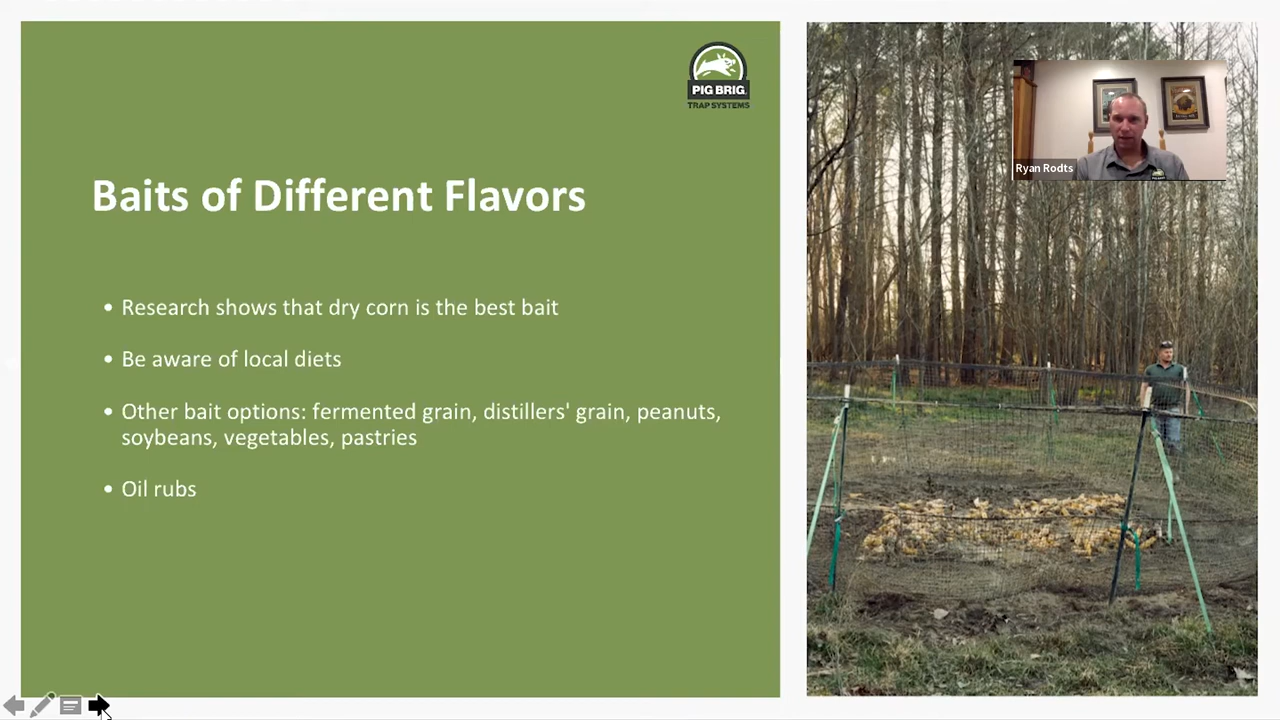 PIG BRIG
TRAP SYSTEMS
Baits of Different Flavors
• Research shows that dry corn is the best bait
• Be aware of local diets
• Other bait options: fermented grain, distillers' grain, peanuts,
soybeans, vegetables, pastries
• Oil rubs
Ryan Rodts